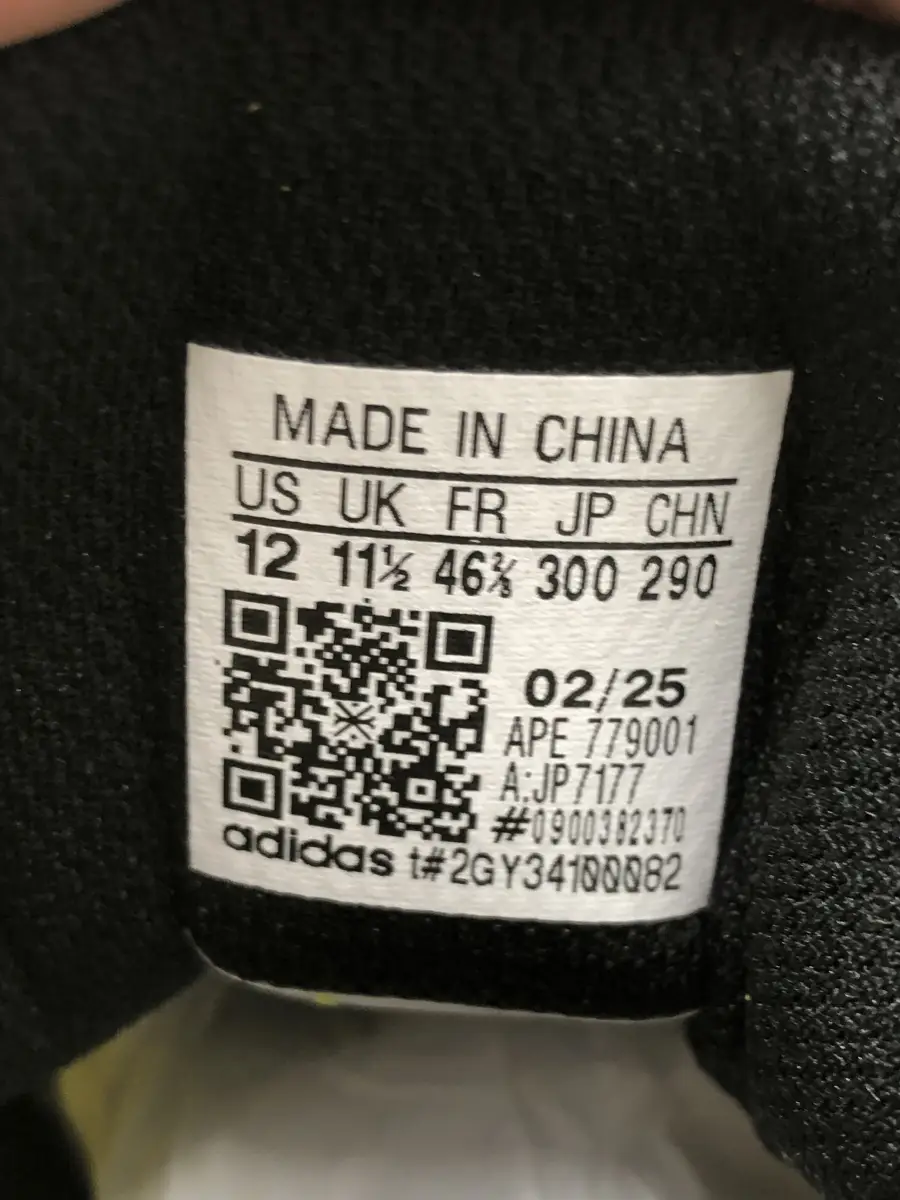 MADE IN CHINA
US UK FR JP CHN
12 11½ 46⅔ 300 290
02/25
APE 779001
A:JP7177
#0900382370
adidas t#2GY34100082